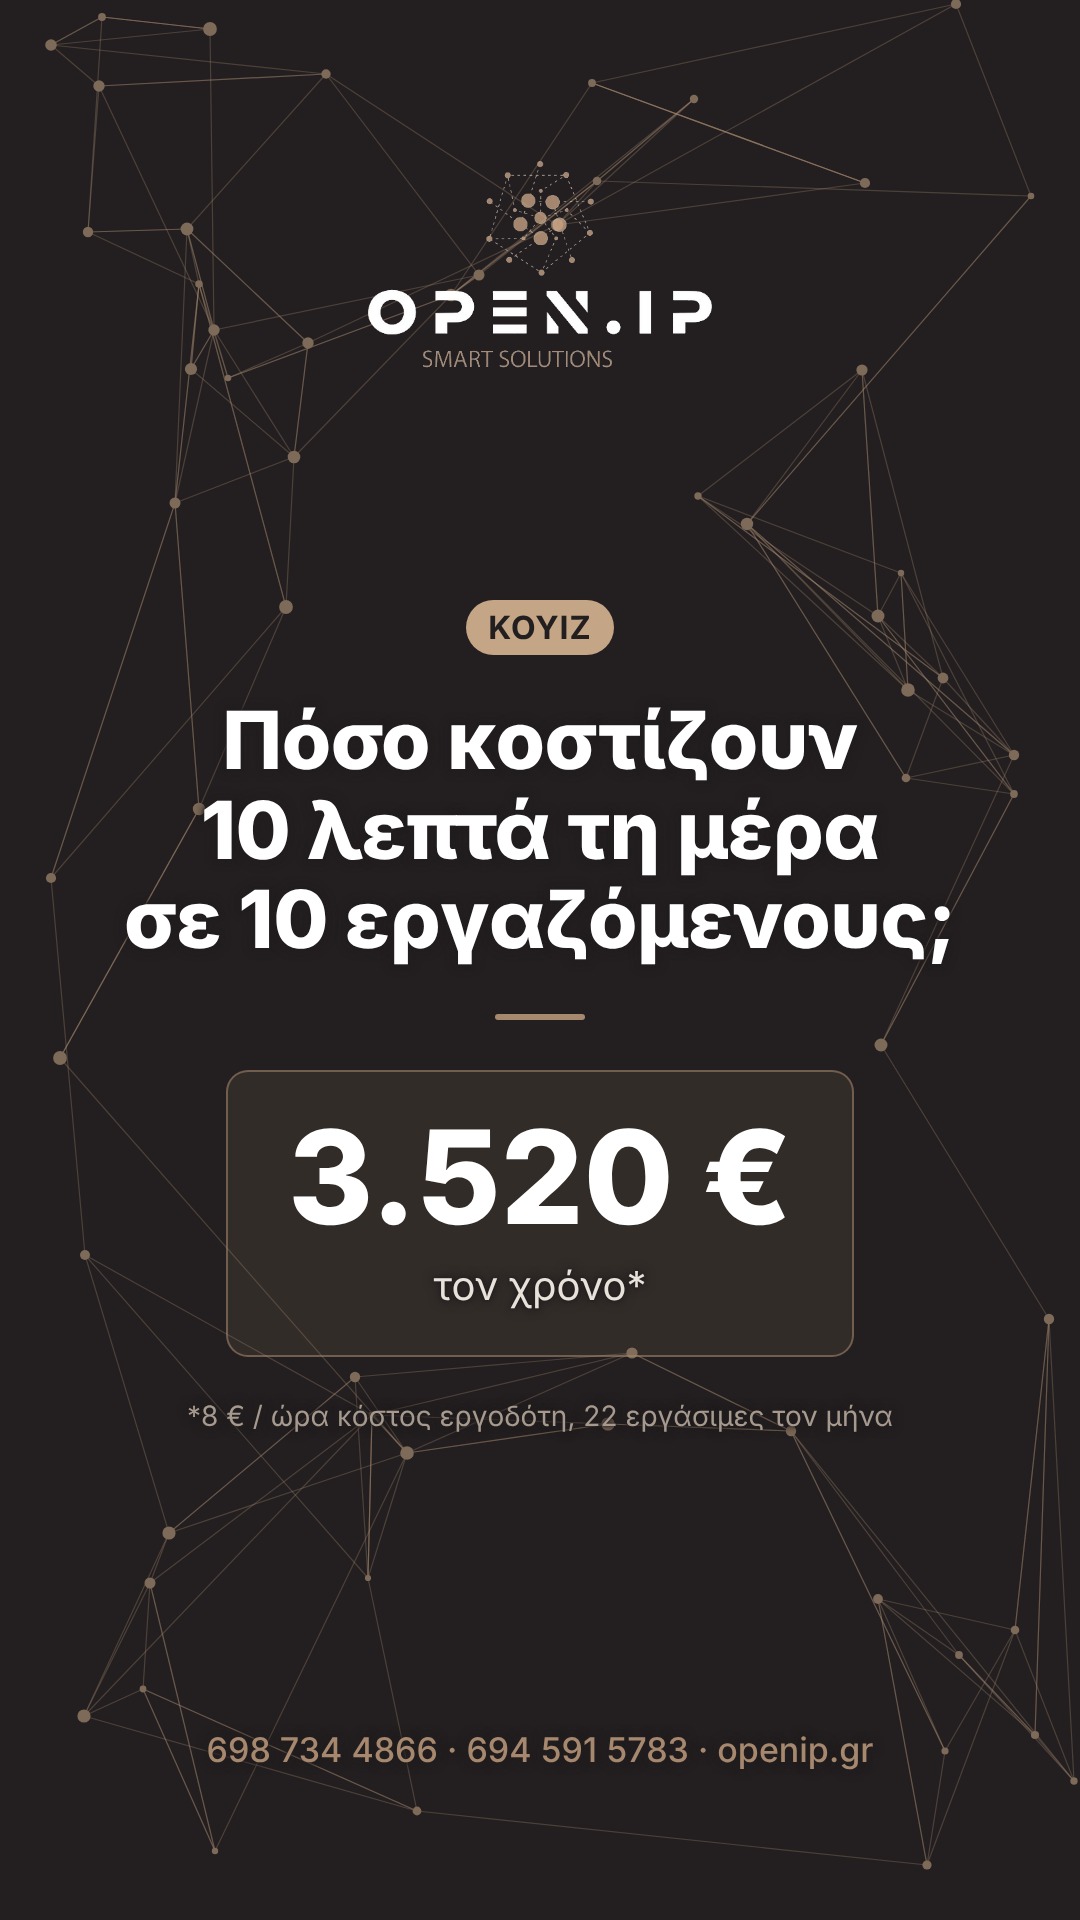 OPEN.IP
SMART SOLUTIONS
ΚΟΥΙΖ
Πόσο κοστίζουν
10 λεπτά τη μέρα
σε 10 εργαζόμενους;
3.520 €
τον χρόνο*
*8 € / ώρα κόστος εργοδότη, 22 εργάσιμες τον μήνα
698 734 4866 · 694 591 5783 · openip.gr